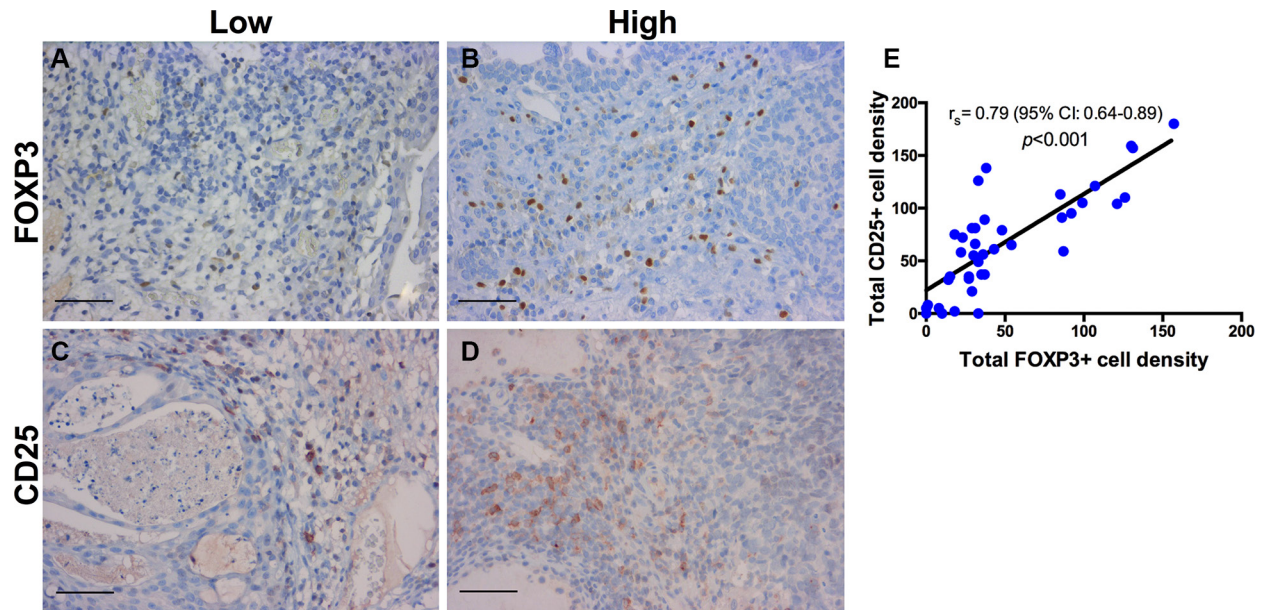 Low
High
A
B
E
FOXP3
C
D
CD25
200
150
100
50
0
Total CD25+ cell density
rs= 0.79 (95% CI: 0.64-0.89)
p<0.001
0
50
100
150
200
Total FOXP3+ cell density